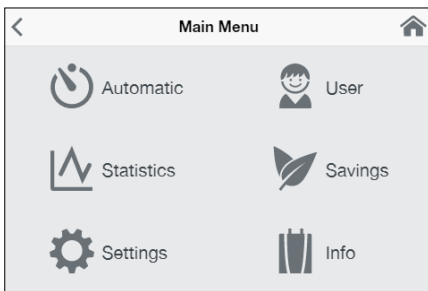 Main Menu
Automatic
User
Statistics
Savings
Settings
Info